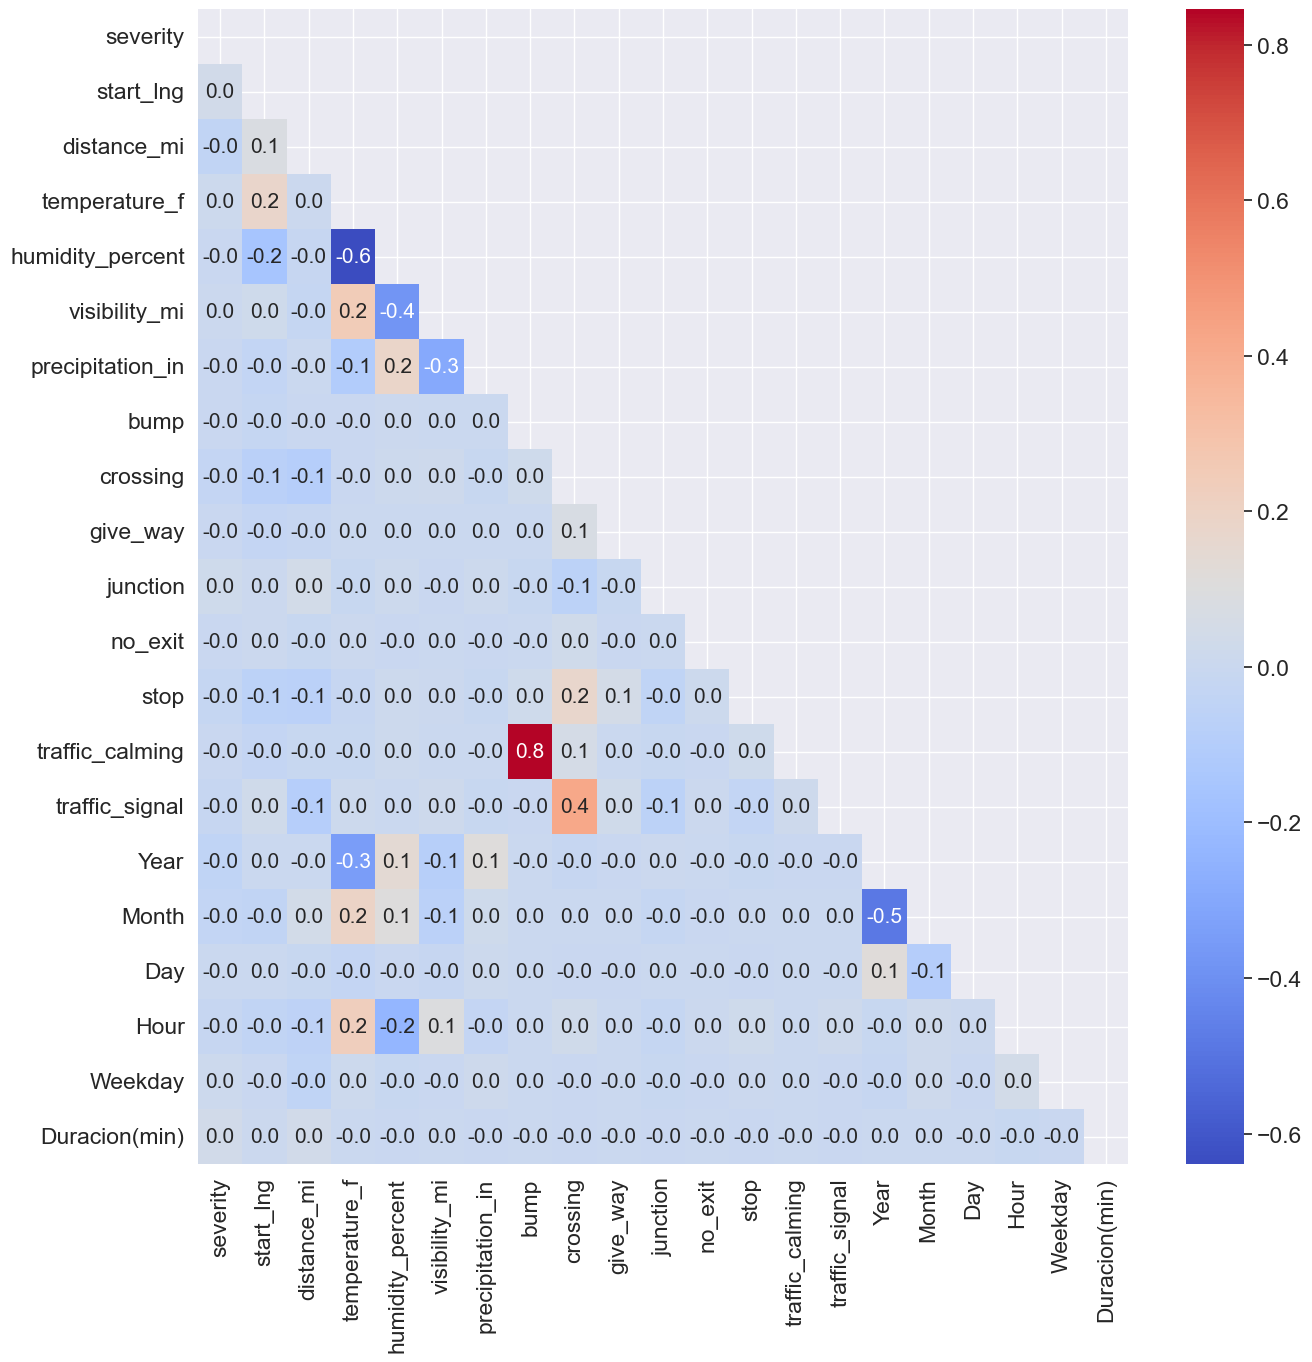 severity
start_lng 0.0
distance_mi -0.0 0.1
temperature_f 0.0 0.2 0.0
humidity_percent -0.0 -0.2 -0.0 -0.6
visibility_mi 0.0 0.0 -0.0 0.2 -0.4
precipitation_in -0.0 -0.0 -0.0 -0.1 0.2 -0.3
bump -0.0 -0.0 -0.0 -0.0 0.0 0.0 0.0
crossing -0.0 -0.1 -0.1 -0.0 0.0 0.0 -0.0 0.0
give_way -0.0 -0.0 -0.0 0.0 0.0 0.0 0.0 0.0 0.1
junction 0.0 0.0 0.0 -0.0 0.0 -0.0 0.0 -0.0 -0.1 -0.0
no_exit -0.0 0.0 -0.0 0.0 -0.0 0.0 -0.0 -0.0 0.0 -0.0 0.0
stop -0.0 -0.1 -0.1 -0.0 0.0 0.0 -0.0 0.0 0.2 0.1 -0.0 0.0
traffic_calming -0.0 -0.0 -0.0 -0.0 0.0 0.0 -0.0 0.8 0.1 0.0 -0.0 -0.0 0.0
traffic_signal -0.0 0.0 -0.1 0.0 0.0 0.0 -0.0 -0.0 0.4 0.0 -0.1 0.0 -0.0 0.0
Year -0.0 0.0 -0.0 -0.3 0.1 -0.1 0.1 -0.0 -0.0 -0.0 0.0 -0.0 -0.0 -0.0 -0.0
Month -0.0 -0.0 0.0 0.2 0.1 -0.1 0.0 0.0 0.0 0.0 -0.0 -0.0 0.0 0.0 0.0 -0.5
Day -0.0 0.0 -0.0 -0.0 -0.0 -0.0 0.0 0.0 -0.0 -0.0 0.0 -0.0 -0.0 0.0 -0.0 0.1 -0.1
Hour -0.0 -0.0 -0.1 0.2 -0.2 0.1 -0.0 0.0 0.0 -0.0 -0.0 0.0 0.0 0.0 0.0 -0.0 0.0 0.0
Weekday 0.0 -0.0 -0.0 0.0 -0.0 -0.0 0.0 0.0 -0.0 -0.0 -0.0 -0.0 -0.0 0.0 -0.0 -0.0 0.0 -0.0 0.0
Duracion(min) 0.0 0.0 0.0 -0.0 -0.0 0.0 -0.0 -0.0 -0.0 -0.0 -0.0 -0.0 -0.0 -0.0 -0.0 0.0 0.0 -0.0 -0.0 -0.0
severity
start_lng
distance_mi
temperature_f
humidity_percent
visibility_mi
precipitation_in
bump
crossing
give_way
junction
no_exit
stop
traffic_calming
traffic_signal
Year
Month
Day
Hour
Weekday
Duracion(min)
0.8
0.6
0.4
0.2
0.0
−0.2
−0.4
−0.6